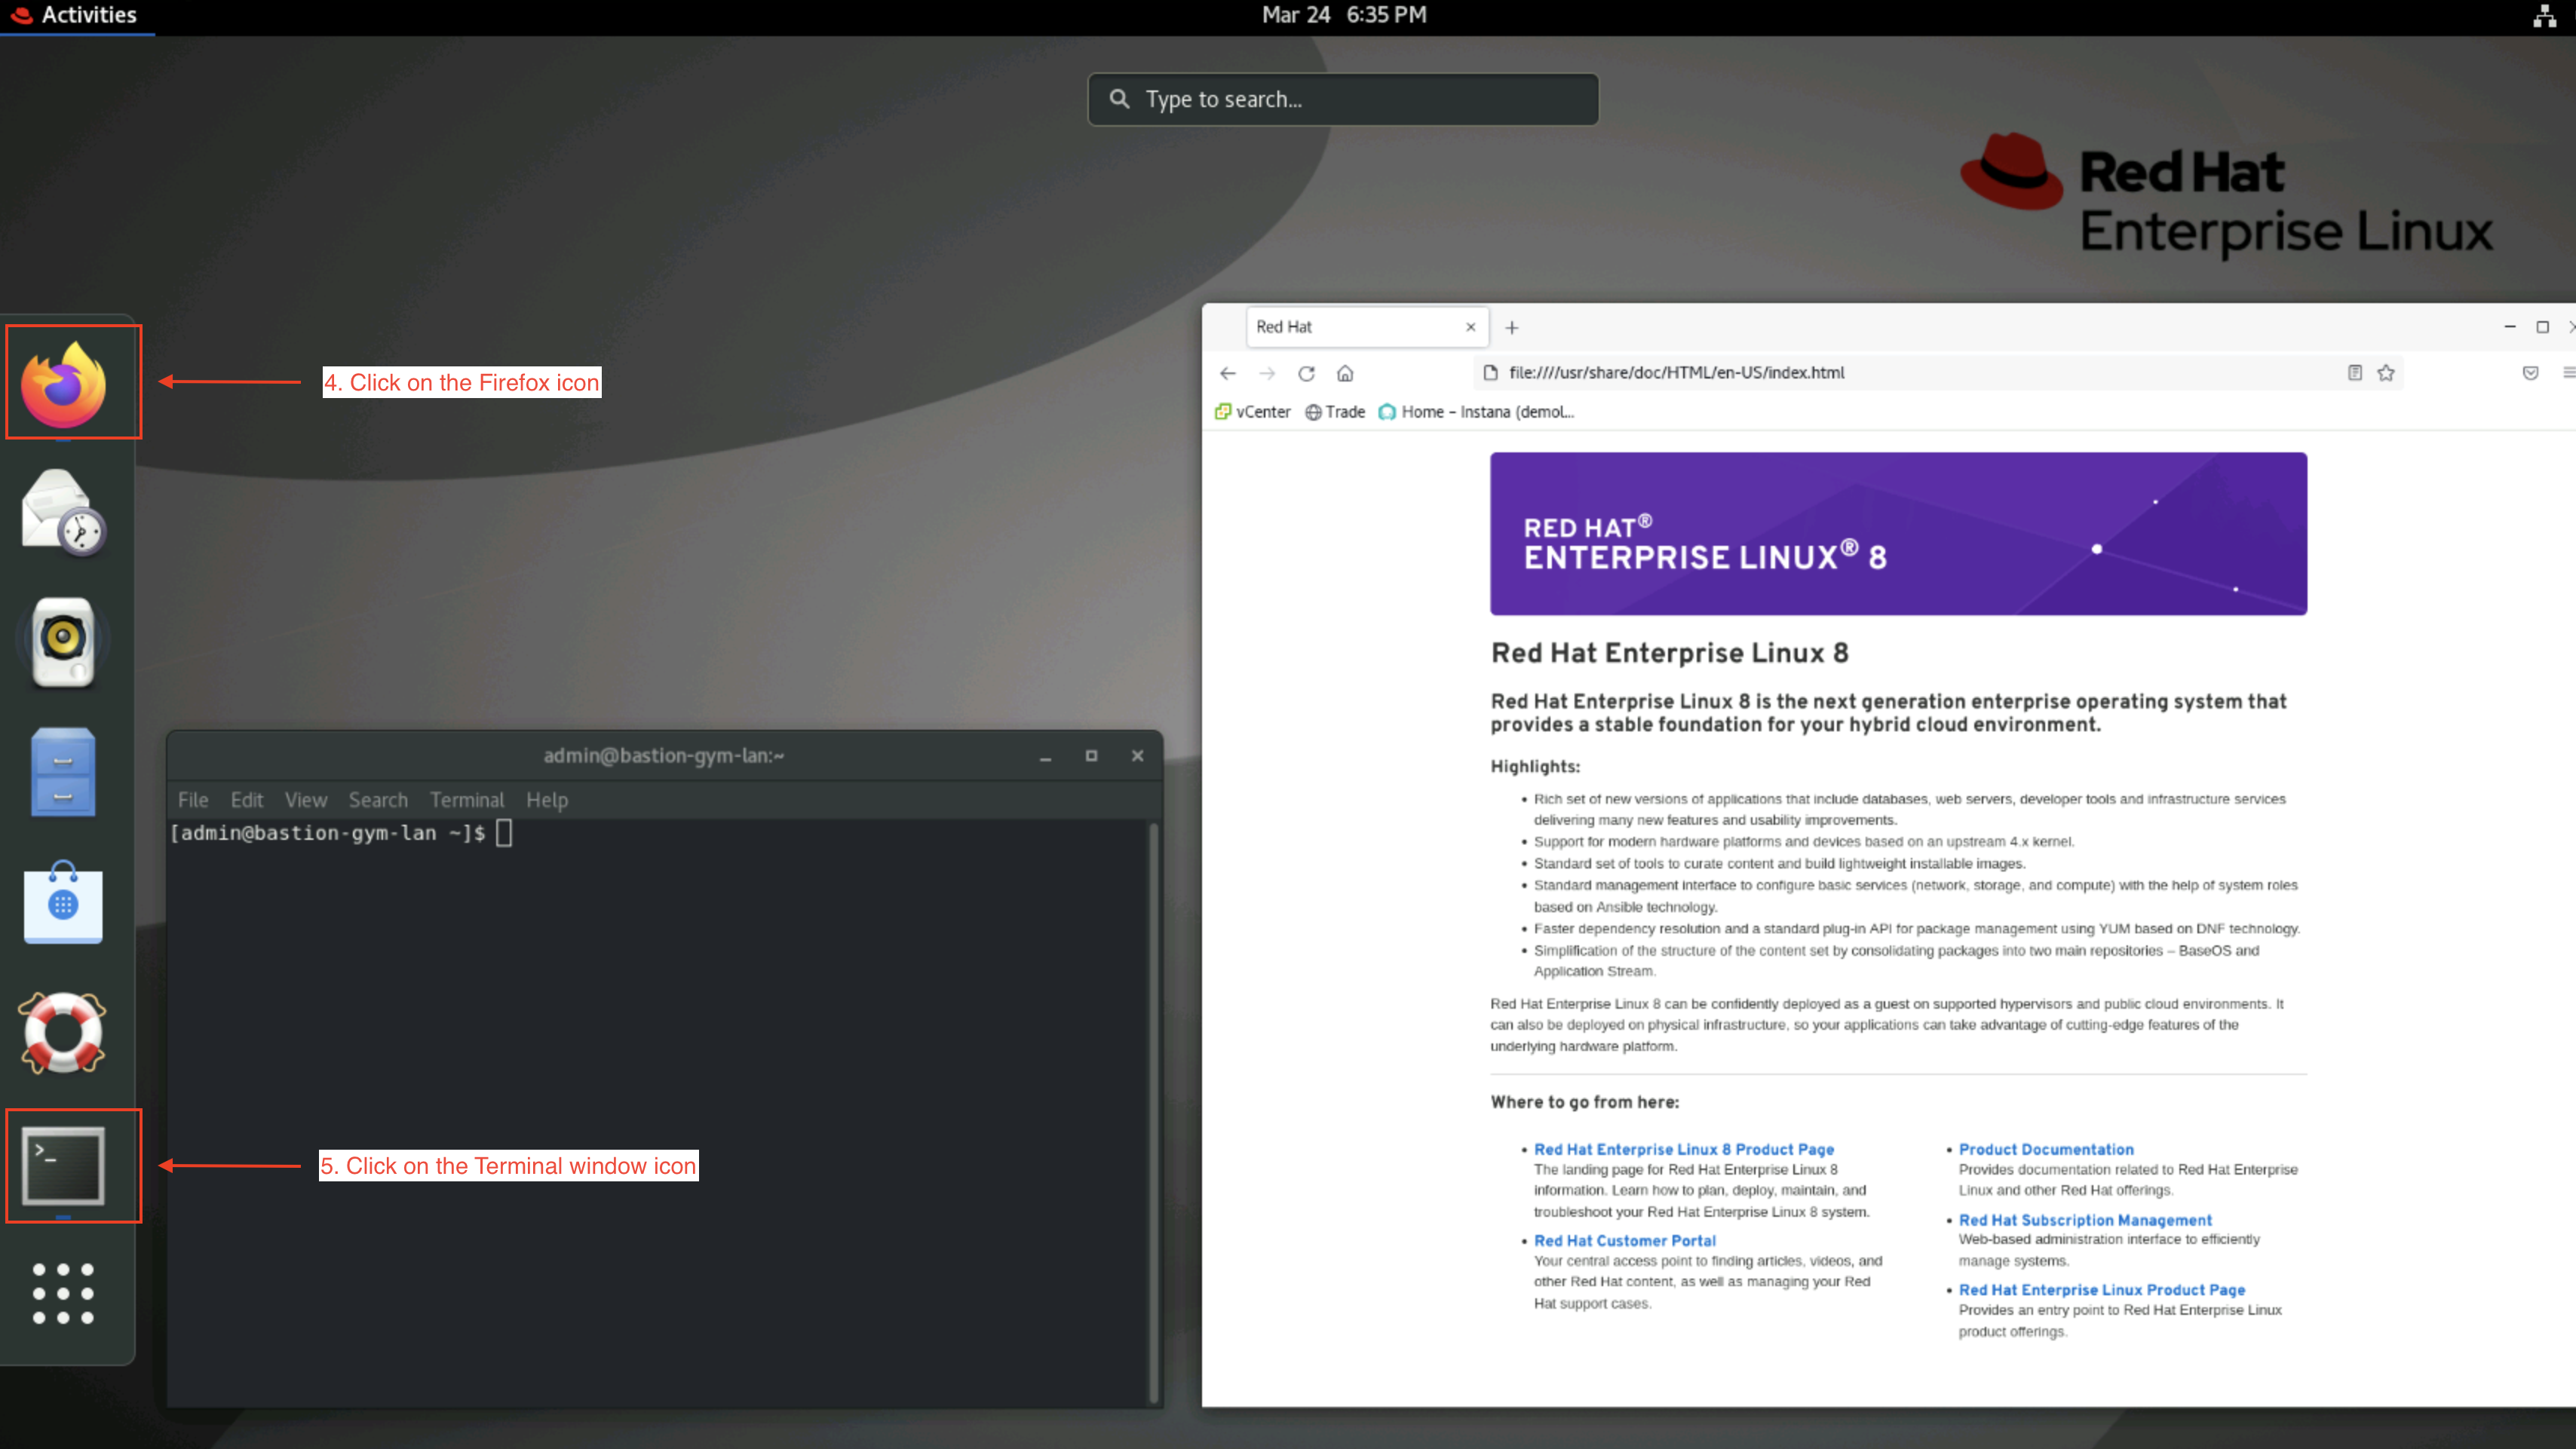 Activities
Mar 24 6:35 PM
Type to search...
Red Hat
Enterprise Linux
4. Click on the Firefox icon
5. Click on the Terminal window icon
admin@bastion-gym-lan:~
File Edit View Search Terminal Help
[admin@bastion-gym-lan ~]$
>_
Red Hat
file:////usr/share/doc/HTML/en-US/index.html
vCenter Trade Home – Instana (demol...
RED HAT®
ENTERPRISE LINUX® 8
Red Hat Enterprise Linux 8
Red Hat Enterprise Linux 8 is the next generation enterprise operating system that
provides a stable foundation for your hybrid cloud environment.
Highlights:
• Rich set of new versions of applications that include databases, web servers, developer tools and infrastructure services
delivering many new features and usability improvements.
• Support for modern hardware platforms and devices based on an upstream 4.x kernel.
• Standard set of tools to curate content and build lightweight installable images.
• Standard management interface to configure basic services (network, storage, and compute) with the help of system roles
based on Ansible technology.
• Faster dependency resolution and a standard plug-in API for package management using YUM based on DNF technology.
• Simplification of the structure of the content set by consolidating packages into two main repositories – BaseOS and
Application Stream.
Red Hat Enterprise Linux 8 can be confidently deployed as a guest on supported hypervisors and public cloud environments. It
can also be deployed on physical infrastructure, so your applications can take advantage of cutting-edge features of the
underlying hardware platform.
Where to go from here:
• Red Hat Enterprise Linux 8 Product Page
The landing page for Red Hat Enterprise Linux 8
information. Learn how to plan, deploy, maintain, and
troubleshoot your Red Hat Enterprise Linux 8 system.
• Red Hat Customer Portal
Your central access point to finding articles, videos, and
other Red Hat content, as well as managing your Red
Hat support cases.
• Product Documentation
Provides documentation related to Red Hat Enterprise
Linux and other Red Hat offerings.
• Red Hat Subscription Management
Web-based administration interface to efficiently
manage systems.
• Red Hat Enterprise Linux Product Page
Provides an entry point to Red Hat Enterprise Linux
product offerings.